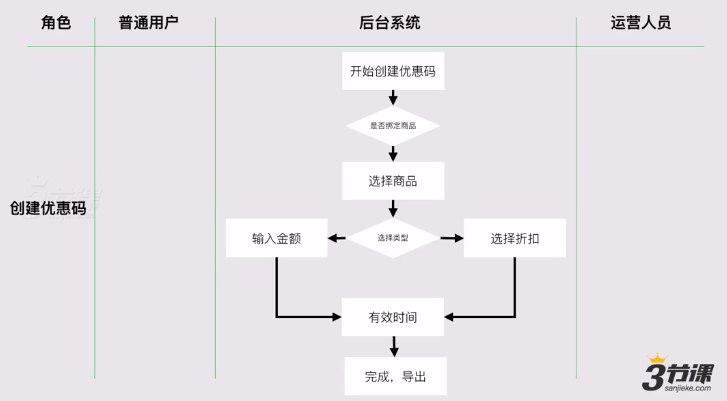 角色
普通用户
后台系统
运营人员
开始创建优惠码
是否绑定商品
选择商品
创建优惠码
输入金额
选择类型
选择折扣
有效时间
完成，导出
3节课
sanjieke.com